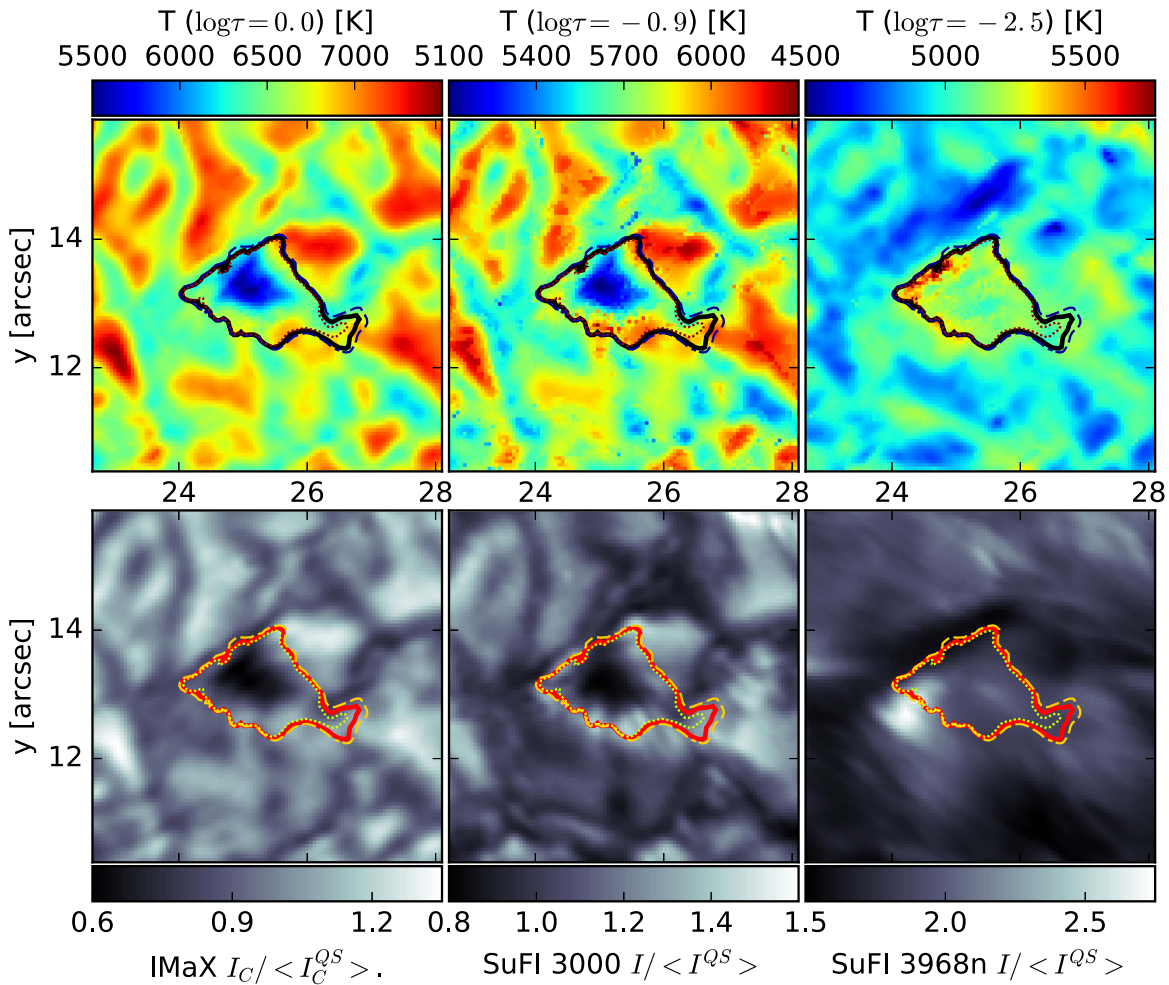 T (logτ=0.0) [K] T (logτ=−0.9) [K] T (logτ=−2.5) [K]
5500 6000 6500 7000 5100 5400 5700 6000 4500 5000 5500
y [arcsec]
14
12
24 26 28 24 26 28 24 26 28
y [arcsec]
14
12
0.6 0.9 1.2 0.8 1.0 1.2 1.4 1.5 2.0 2.5
IMaX I_C/<I_C^{QS}>. SuFI 3000 I/<I^{QS}> SuFI 3968n I/<I^{QS}>